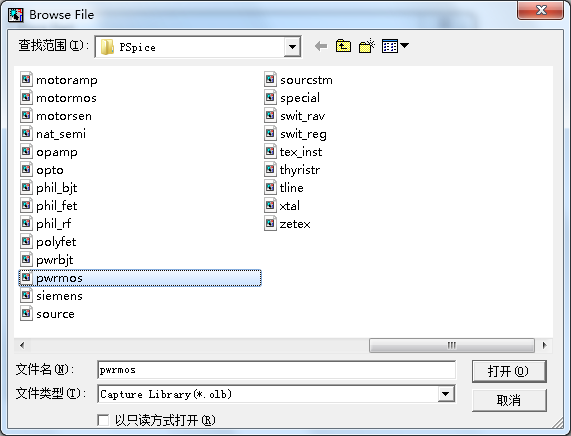 Browse File
查找范围(I):
PSpice
motoramp
motormos
motorsen
nat_semi
opamp
opto
phil_bjt
phil_fet
phil_rf
polyfet
pwrbjt
pwrmos
siemens
source
sourcstm
special
swit_rav
swit_reg
tex_inst
thyristr
tline
xtal
zetex
文件名(N):
pwrmos
打开(O)
文件类型(T):
Capture Library(*.olb)
取消
以只读方式打开(R)